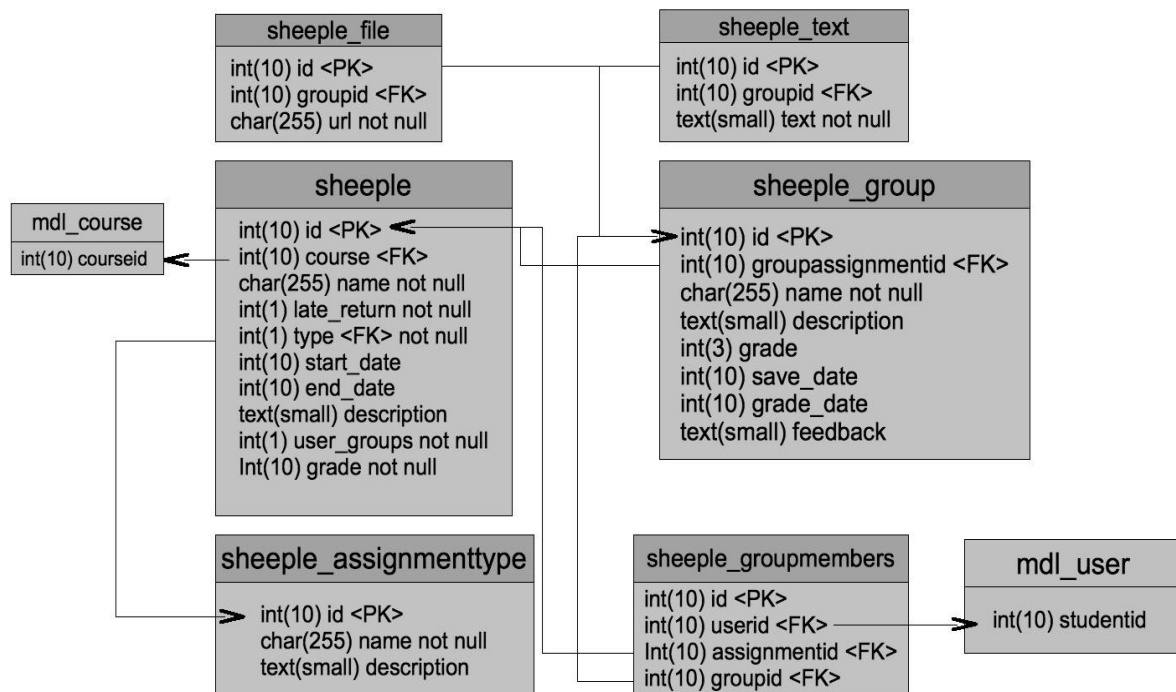 sheeple_file
int(10) id <PK>
int(10) groupid <FK>
char(255) url not null
sheeple_text
int(10) id <PK>
int(10) groupid <FK>
text(small) text not null
mdl_course
int(10) courseid
sheeple
int(10) id <PK>
int(10) course <FK>
char(255) name not null
int(1) late_return not null
int(1) type <FK> not null
int(10) start_date
int(10) end_date
text(small) description
int(1) user_groups not null
Int(10) grade not null
sheeple_group
int(10) id <PK>
int(10) groupassignmentid <FK>
char(255) name not null
text(small) description
int(3) grade
int(10) save_date
int(10) grade_date
text(small) feedback
sheeple_assignmenttype
int(10) id <PK>
char(255) name not null
text(small) description
sheeple_groupmembers
int(10) id <PK>
int(10) userid <FK>
Int(10) assignmentid <FK>
int(10) groupid <FK>
mdl_user
int(10) studentid